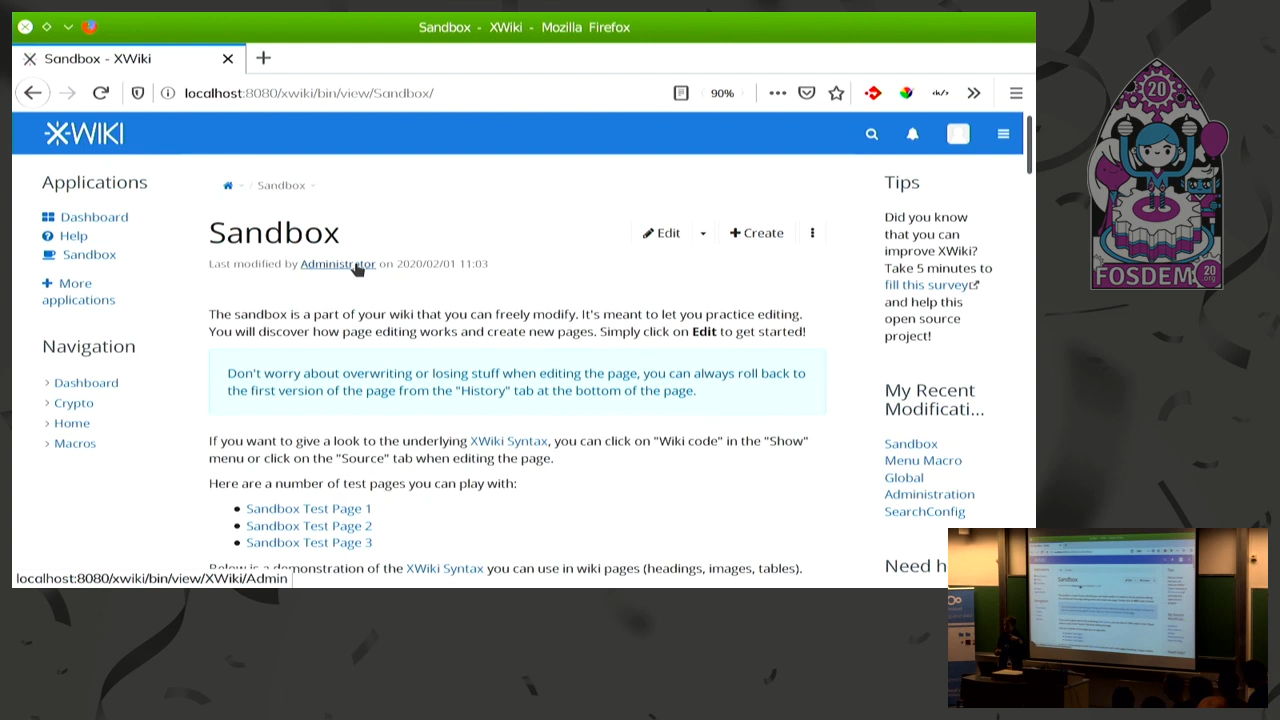 Sandbox - XWiki - Mozilla Firefox
Sandbox - XWiki
localhost:8080/xwiki/bin/view/Sandbox/
90%
XWIKI
Applications
Dashboard
Help
Sandbox
More
applications
Navigation
Dashboard
Crypto
Home
Macros
Sandbox
Sandbox
Edit
Create
Last modified by Administrator on 2020/02/01 11:03
The sandbox is a part of your wiki that you can freely modify. It's meant to let you practice editing.
You will discover how page editing works and create new pages. Simply click on Edit to get started!
Don't worry about overwriting or losing stuff when editing the page, you can always roll back to
the first version of the page from the "History" tab at the bottom of the page.
If you want to give a look to the underlying XWiki Syntax, you can click on "Wiki code" in the "Show"
menu or click on the "Source" tab when editing the page.
Here are a number of test pages you can play with:
Sandbox Test Page 1
Sandbox Test Page 2
Sandbox Test Page 3
Below is a demonstration of the XWiki Syntax you can use in wiki pages (headings, images, tables).
localhost:8080/xwiki/bin/view/XWiki/Admin
Tips
Did you know
that you can
improve XWiki?
Take 5 minutes to
fill this survey
and help this
open source
project!
My Recent
Modificati...
Sandbox
Menu Macro
Global
Administration
SearchConfig
Need h
20
FOSDEM
20
.org
Sandbox